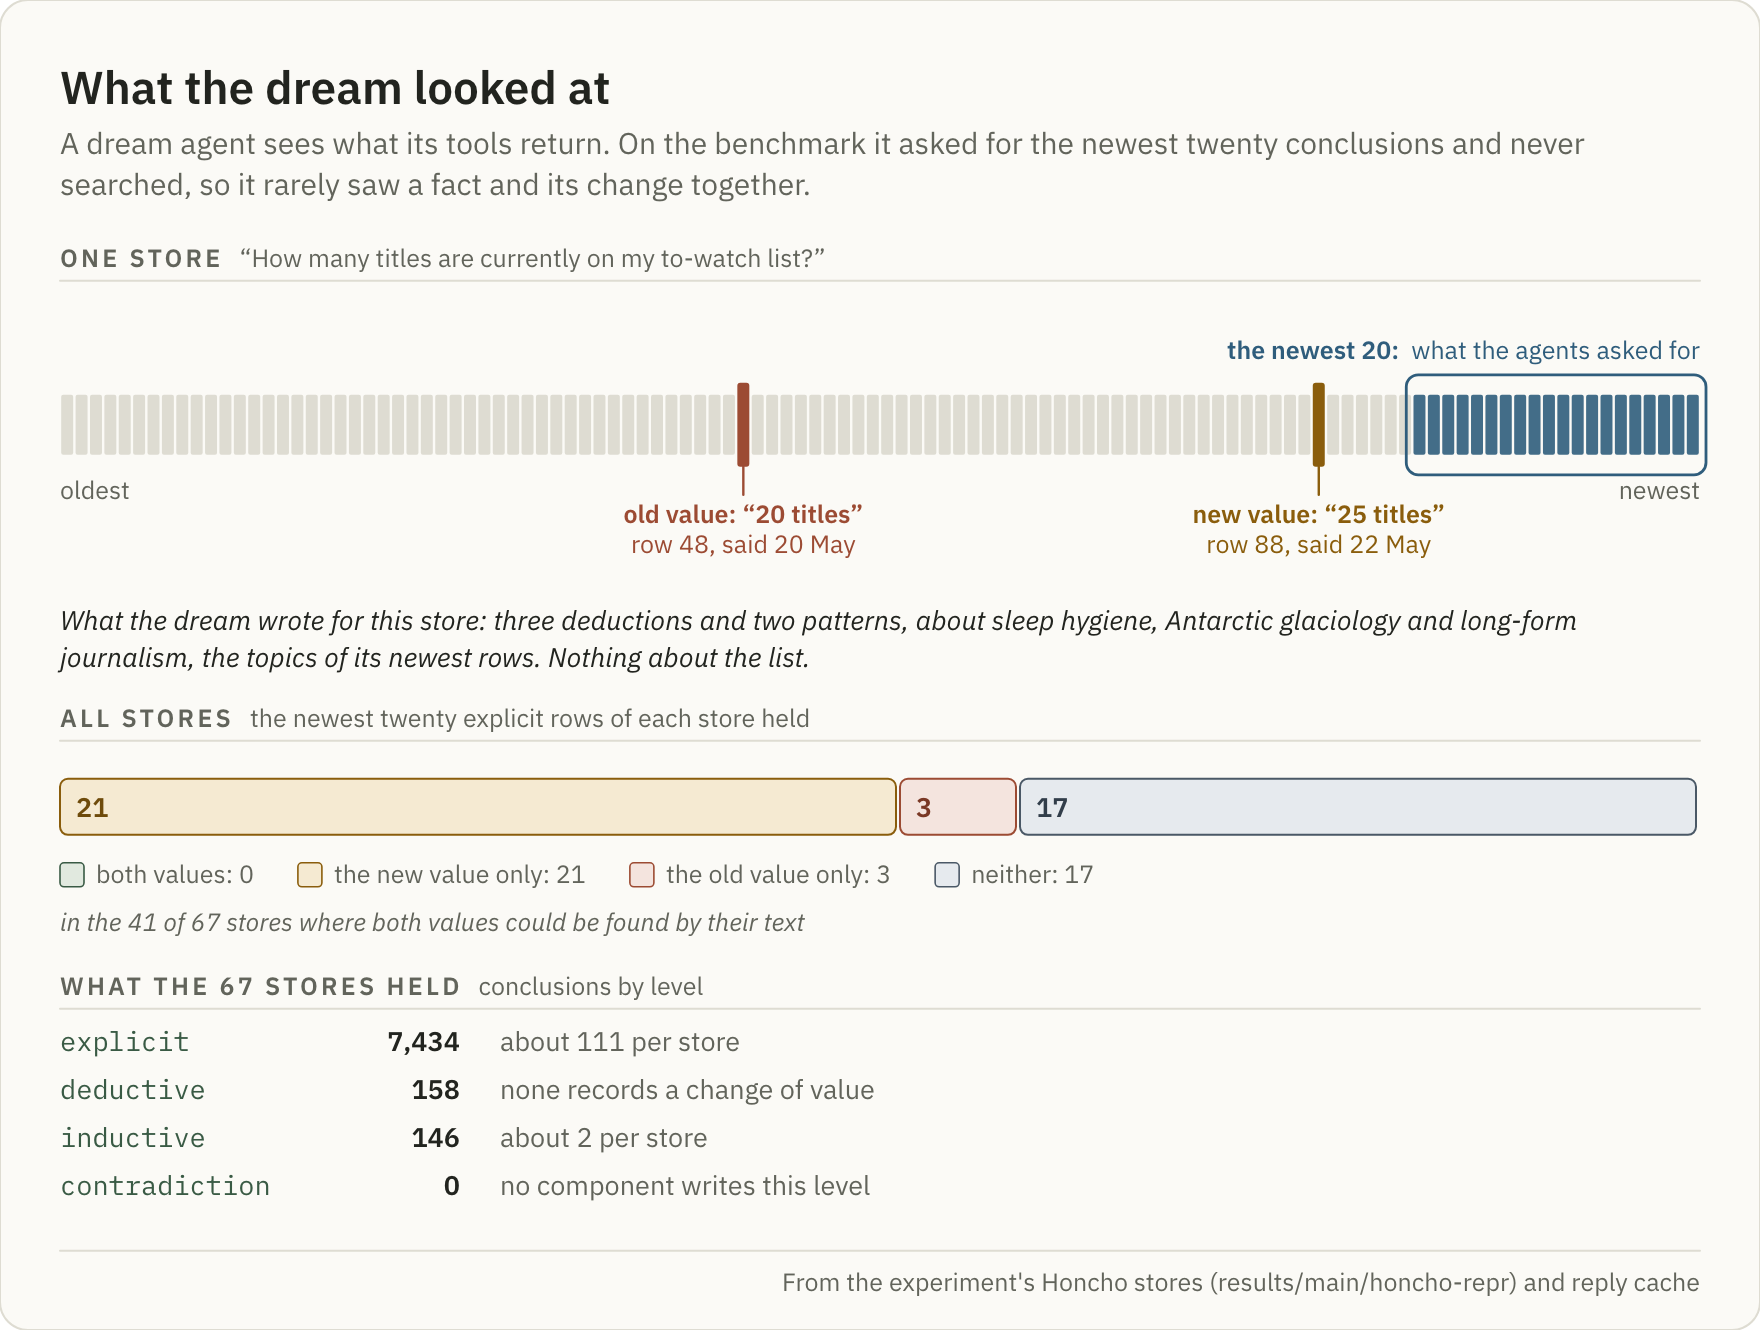 What the dream looked at
A dream agent sees what its tools return. On the benchmark it asked for the newest twenty conclusions and never
searched, so it rarely saw a fact and its change together.
ONE STORE “How many titles are currently on my to-watch list?”
the newest 20: what the agents asked for
oldest
newest
old value: “20 titles”
row 48, said 20 May
new value: “25 titles”
row 88, said 22 May
What the dream wrote for this store: three deductions and two patterns, about sleep hygiene, Antarctic glaciology and long-form
journalism, the topics of its newest rows. Nothing about the list.
ALL STORES the newest twenty explicit rows of each store held
21 3 17
both values: 0 the new value only: 21 the old value only: 3 neither: 17
in the 41 of 67 stores where both values could be found by their text
WHAT THE 67 STORES HELD conclusions by level
explicit 7,434 about 111 per store
deductive 158 none records a change of value
inductive 146 about 2 per store
contradiction 0 no component writes this level
From the experiment's Honcho stores (results/main/honcho-repr) and reply cache